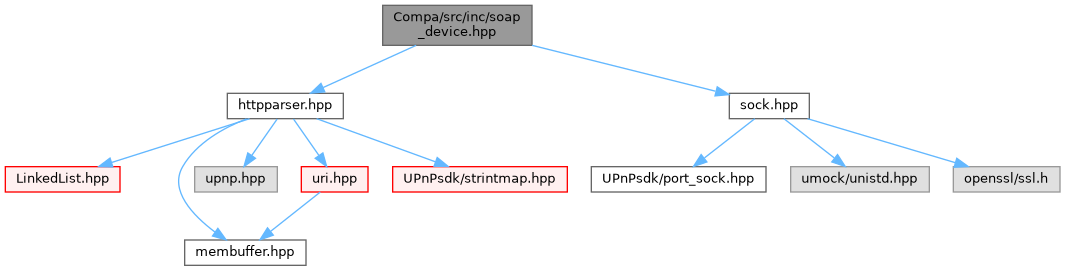 Compa/src/inc/soap
_device.hpp
httpparser.hpp
sock.hpp
LinkedList.hpp
upnp.hpp
uri.hpp
UPnPsdk/strintmap.hpp
UPnPsdk/port_sock.hpp
umock/unistd.hpp
openssl/ssl.h
membuffer.hpp